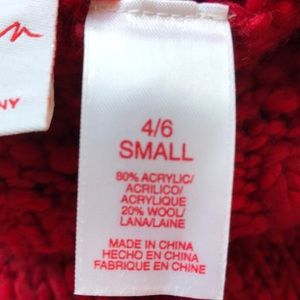 NY
4/6
SMALL
80% ACRYLIC/
ACRILICO/
ACRYLIQUE
20% WOOL/
LANA/LAINE
MADE IN CHINA
HECHO EN CHINA
FABRIQUE EN CHINE